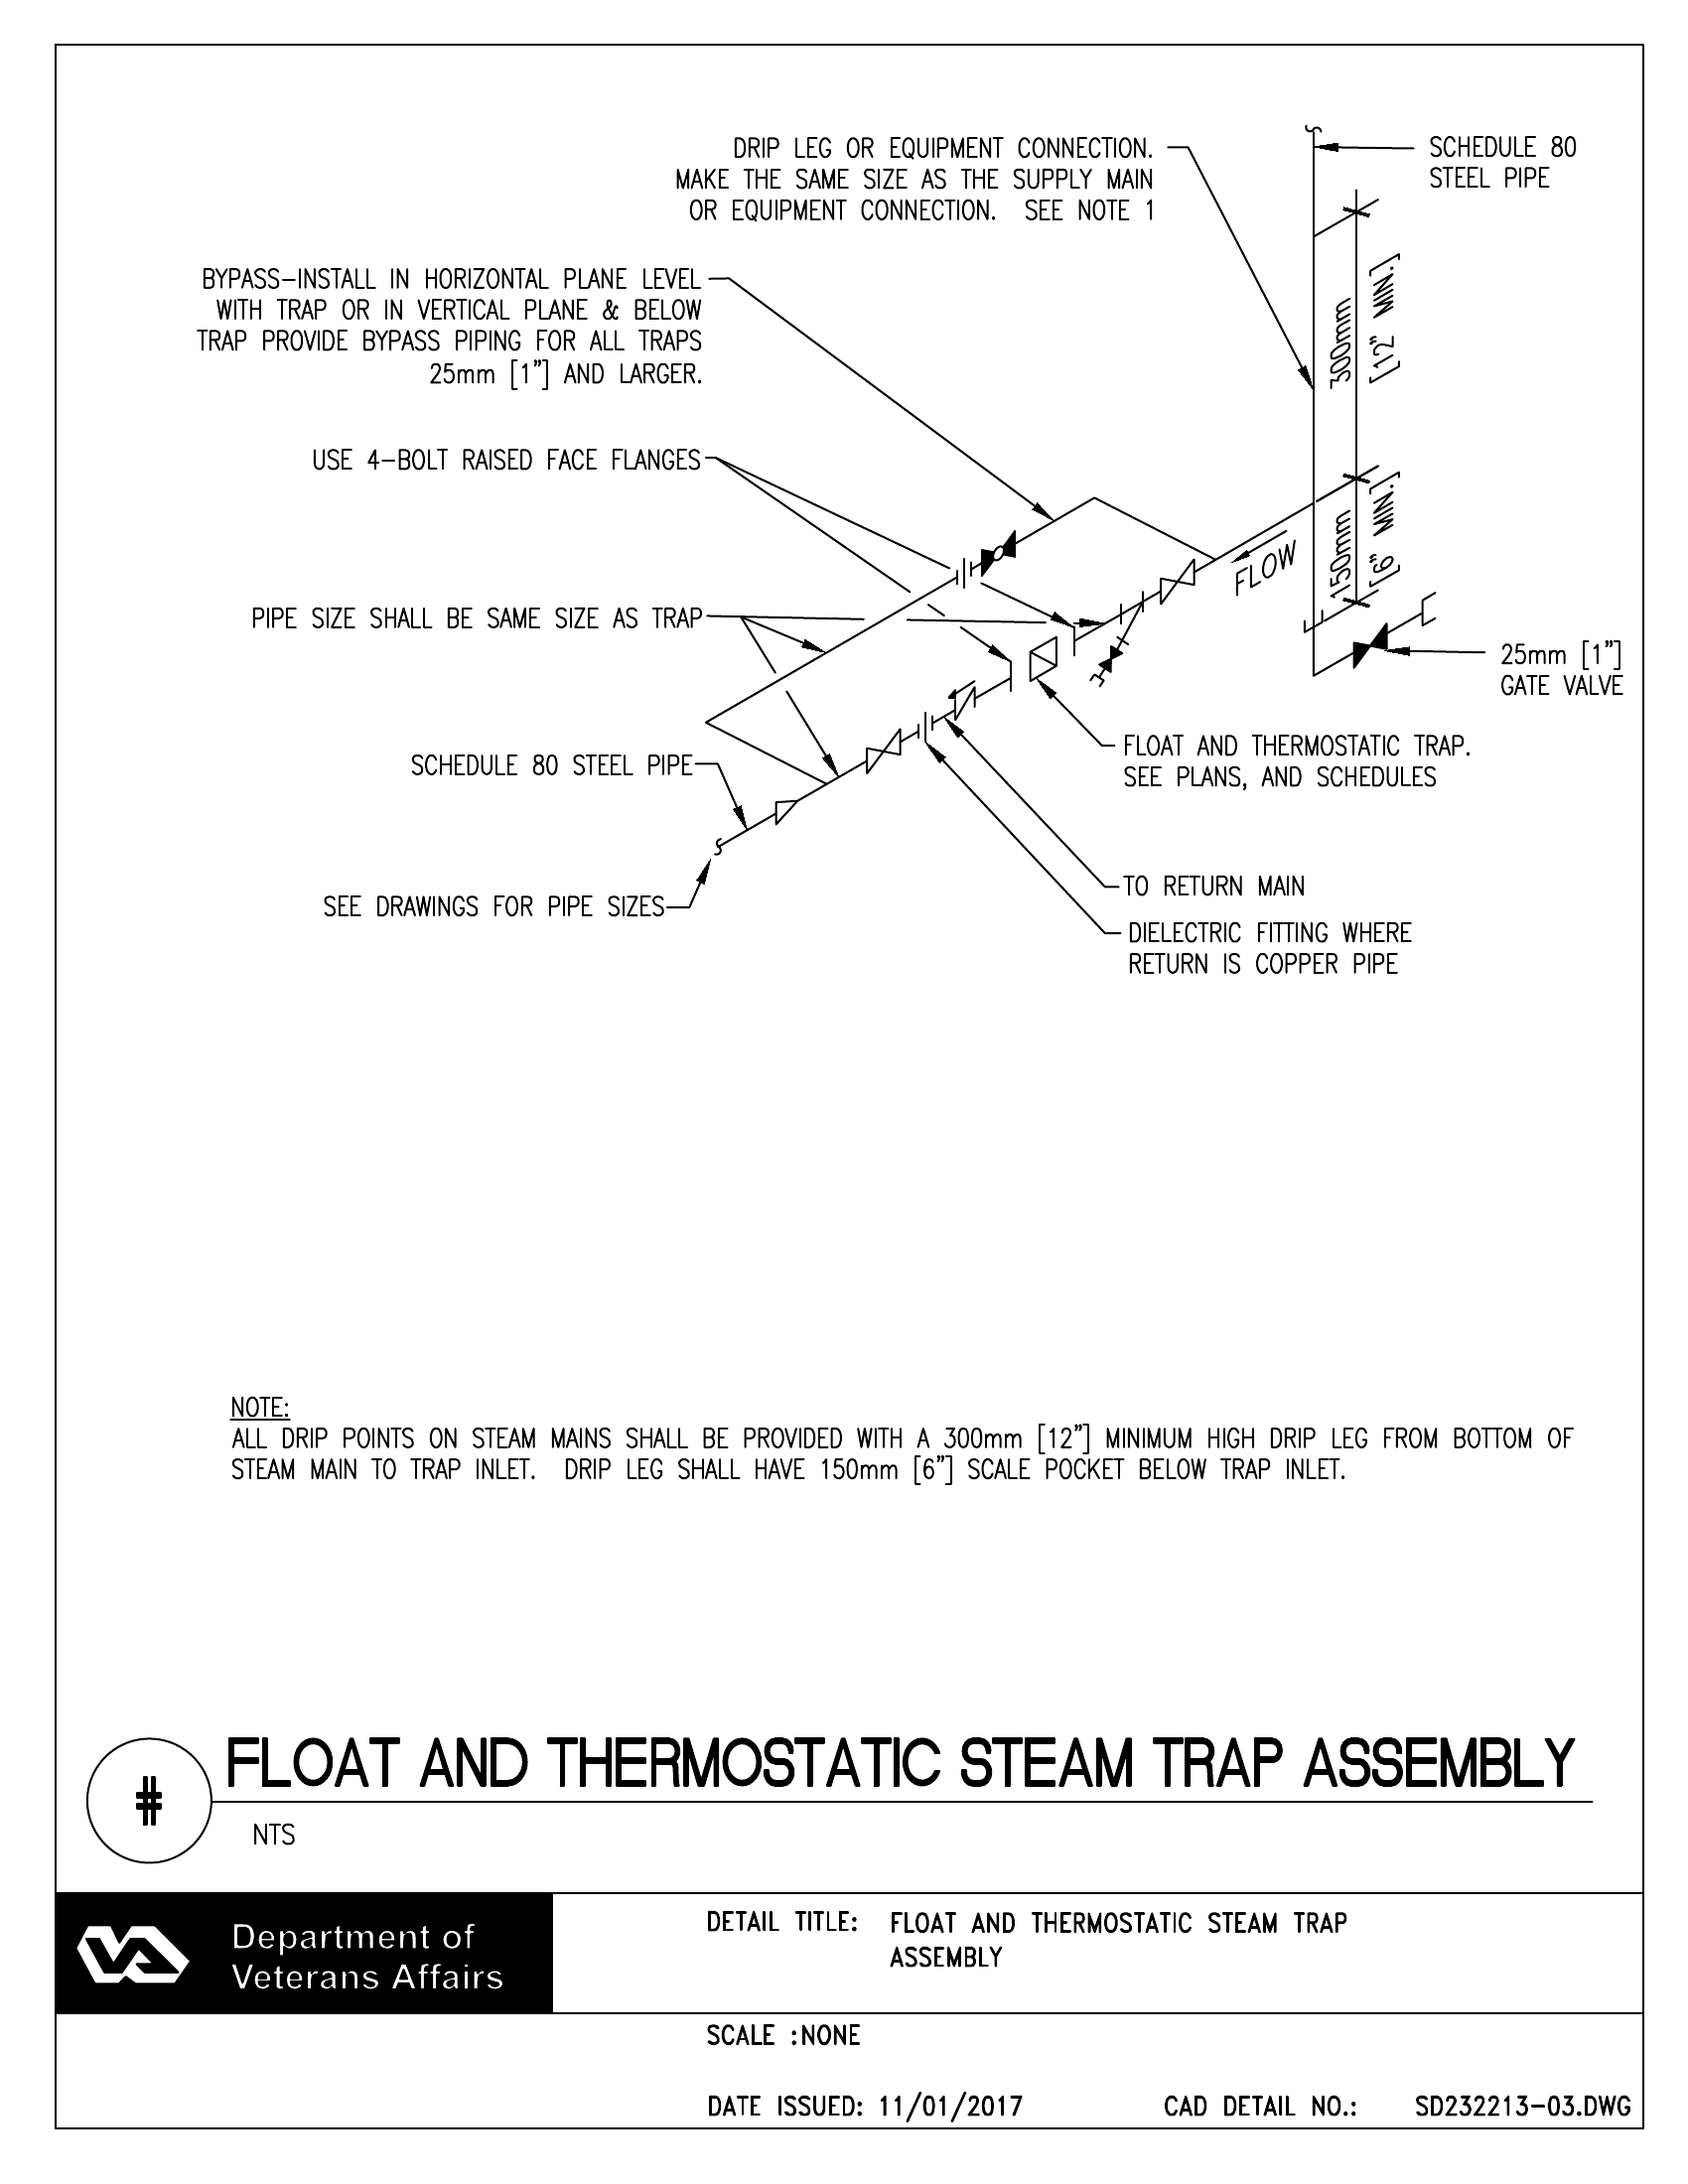 DRIP LEG OR EQUIPMENT CONNECTION.
MAKE THE SAME SIZE AS THE SUPPLY MAIN
OR EQUIPMENT CONNECTION. SEE NOTE 1
SCHEDULE 80
STEEL PIPE
BYPASS-INSTALL IN HORIZONTAL PLANE LEVEL
WITH TRAP OR IN VERTICAL PLANE & BELOW
TRAP PROVIDE BYPASS PIPING FOR ALL TRAPS
25mm [1"] AND LARGER.
300mm
[12" MIN.]
USE 4-BOLT RAISED FACE FLANGES
150mm
[6" MIN.]
FLOW
PIPE SIZE SHALL BE SAME SIZE AS TRAP
25mm [1"]
GATE VALVE
FLOAT AND THERMOSTATIC TRAP.
SEE PLANS, AND SCHEDULES
SCHEDULE 80 STEEL PIPE
TO RETURN MAIN
SEE DRAWINGS FOR PIPE SIZES
DIELECTRIC FITTING WHERE
RETURN IS COPPER PIPE
NOTE:
ALL DRIP POINTS ON STEAM MAINS SHALL BE PROVIDED WITH A 300mm [12"] MINIMUM HIGH DRIP LEG FROM BOTTOM OF
STEAM MAIN TO TRAP INLET. DRIP LEG SHALL HAVE 150mm [6"] SCALE POCKET BELOW TRAP INLET.
#
FLOAT AND THERMOSTATIC STEAM TRAP ASSEMBLY
NTS
VA
Department of
Veterans Affairs
DETAIL TITLE: FLOAT AND THERMOSTATIC STEAM TRAP
ASSEMBLY
SCALE :NONE
DATE ISSUED: 11/01/2017 CAD DETAIL NO.: SD232213-03.DWG